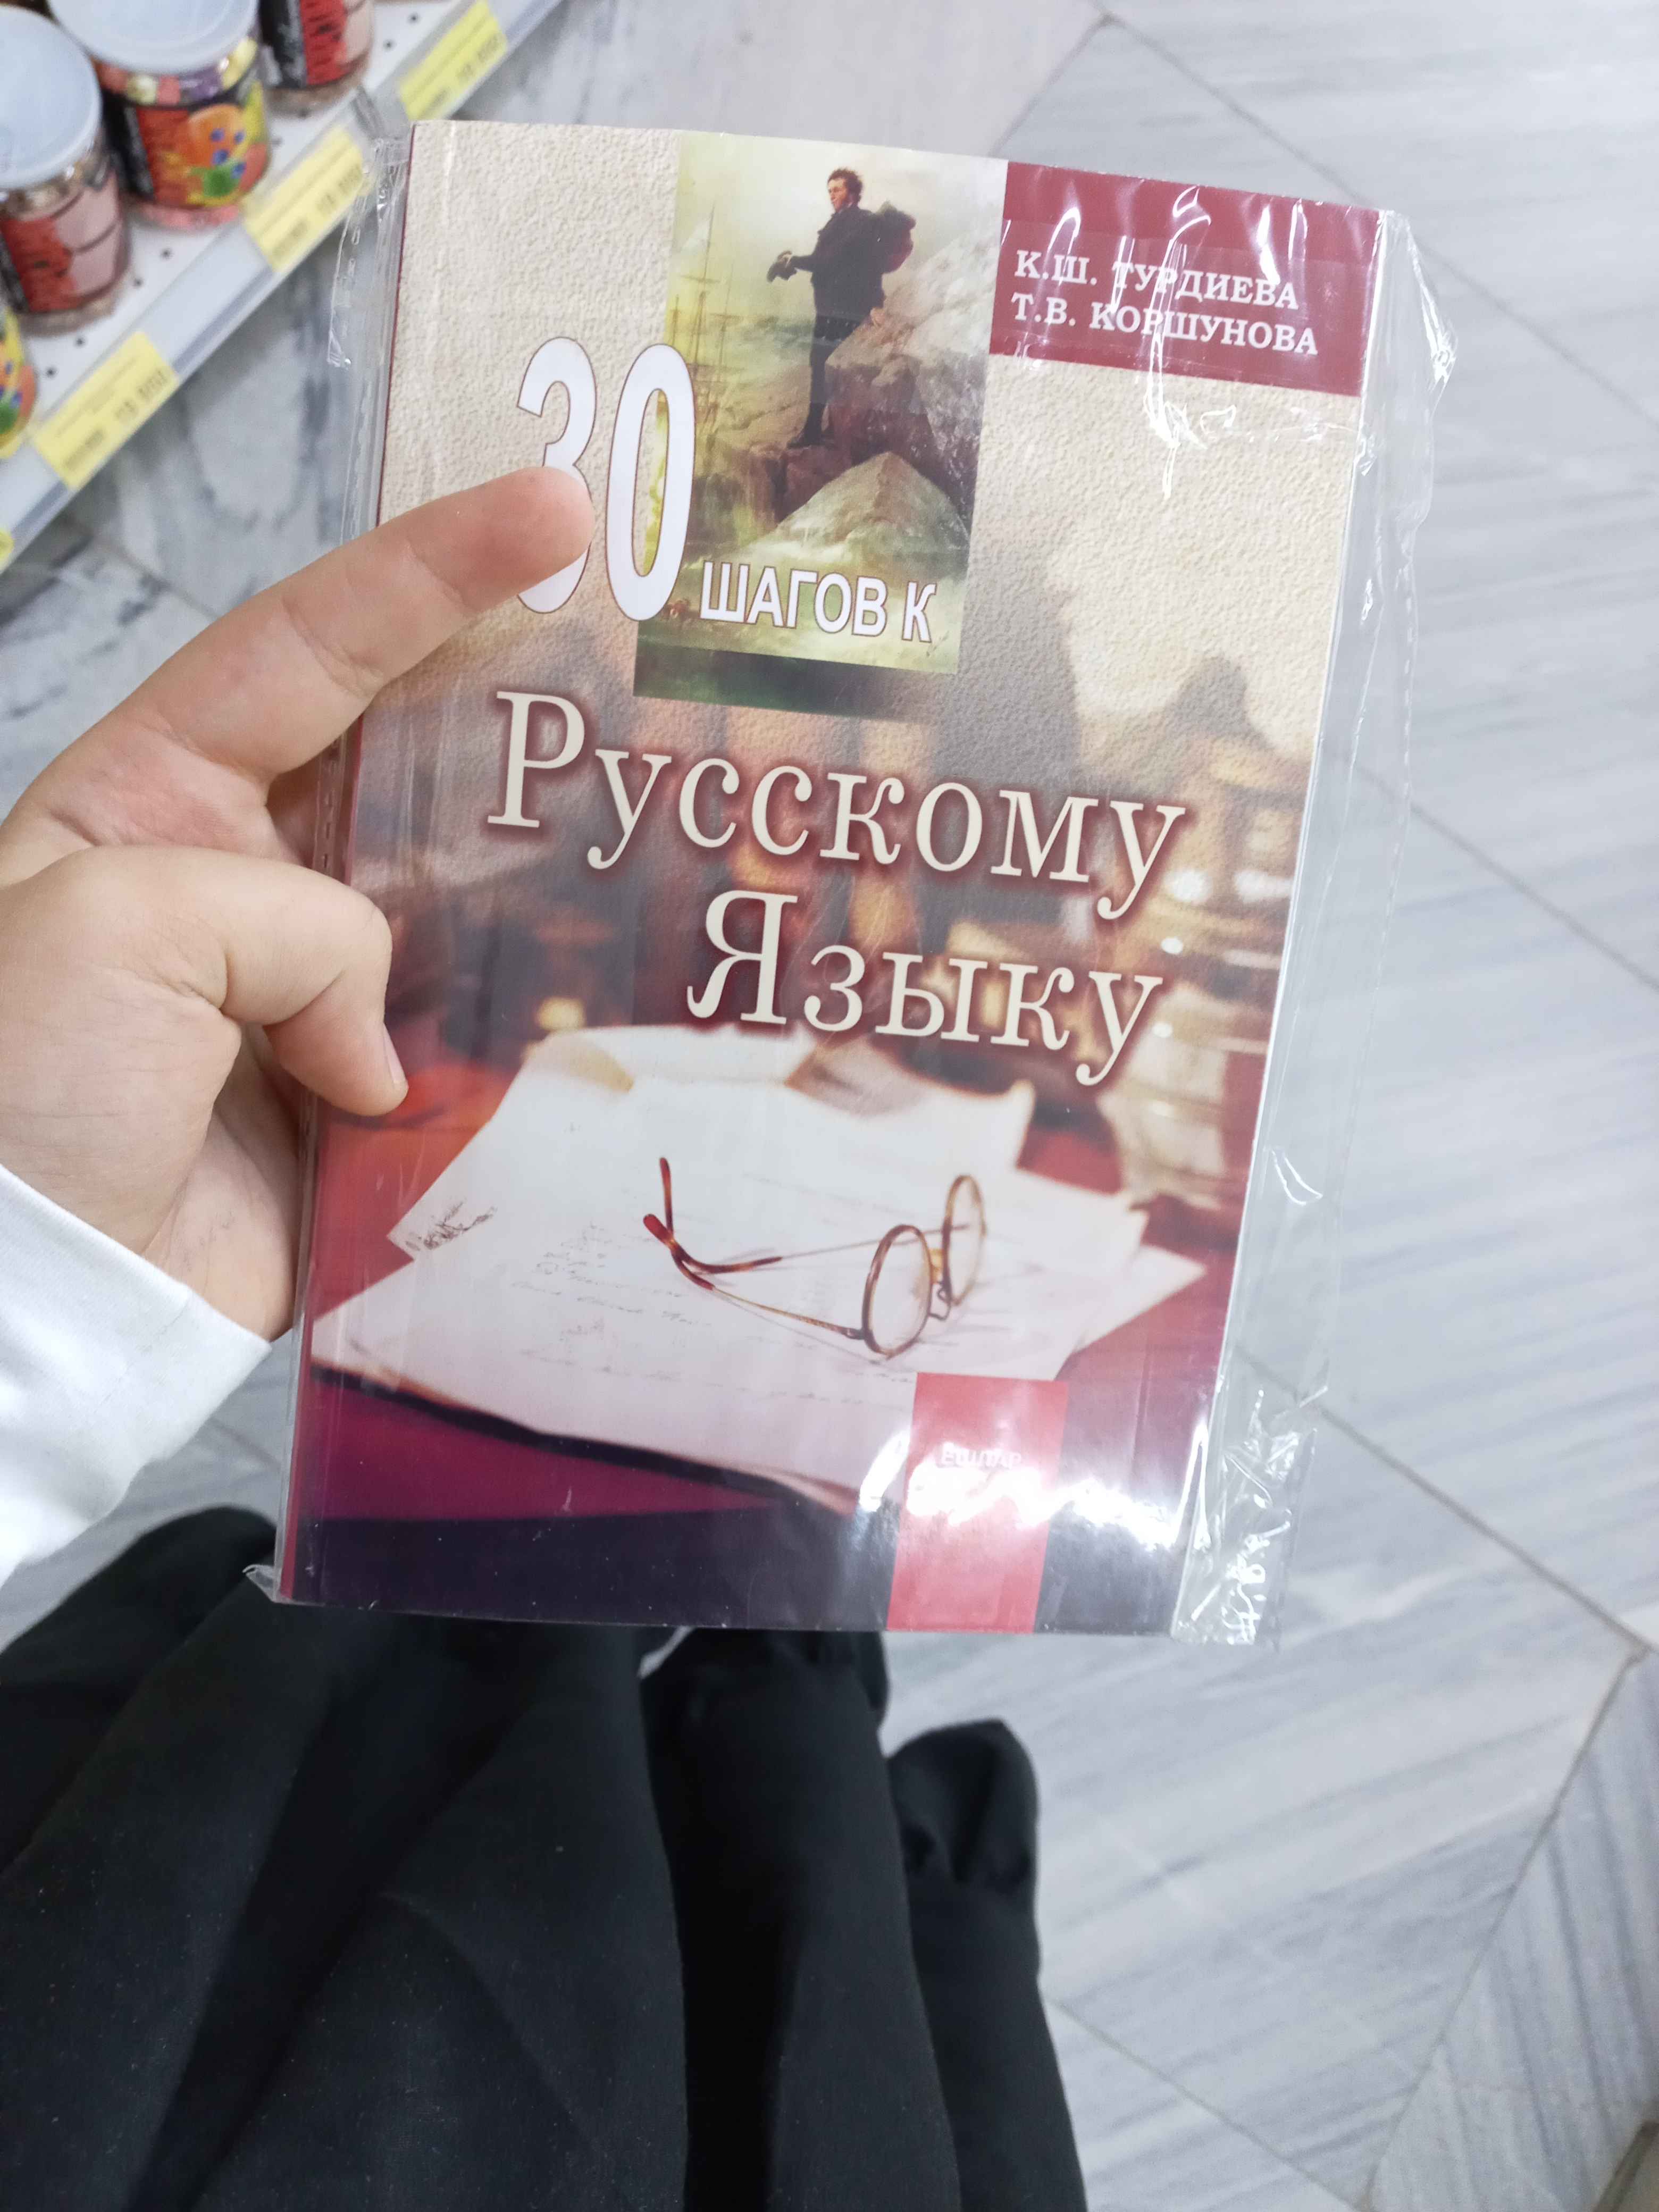 К.Ш. ТУРДИЕВА
Т.В. КОРШУНОВА
30 ШАГОВ К
Русскому
Языку